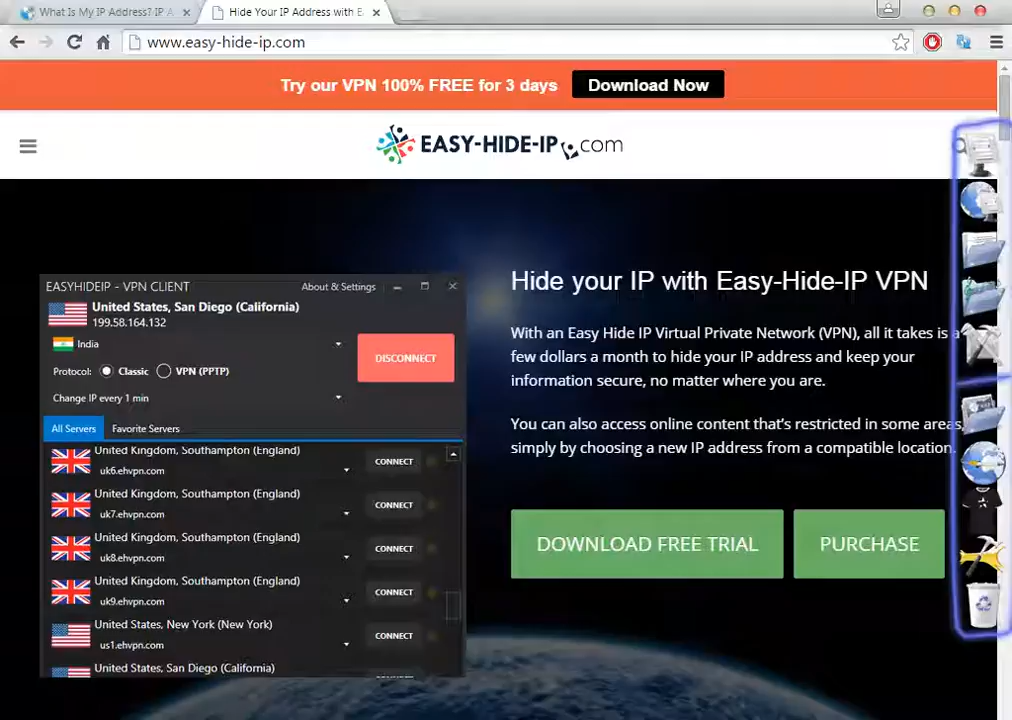 What Is My IP Address? IP A
Hide Your IP Address with E
www.easy-hide-ip.com
Try our VPN 100% FREE for 3 days
Download Now
EASY-HIDE-IP.com
EASYHIDEIP - VPN CLIENT
About & Settings
United States, San Diego (California)
199.58.164.132
India
DISCONNECT
Protocol: Classic VPN (PPTP)
Change IP every 1 min
All Servers Favorite Servers
United Kingdom, Southampton (England)
uk6.ehvpn.com
CONNECT
United Kingdom, Southampton (England)
uk7.ehvpn.com
CONNECT
United Kingdom, Southampton (England)
uk8.ehvpn.com
CONNECT
United Kingdom, Southampton (England)
uk9.ehvpn.com
CONNECT
United States, New York (New York)
us1.ehvpn.com
CONNECT
United States, San Diego (California)
Hide your IP with Easy-Hide-IP VPN
With an Easy Hide IP Virtual Private Network (VPN), all it takes is a
few dollars a month to hide your IP address and keep your
information secure, no matter where you are.
You can also access online content that's restricted in some areas,
simply by choosing a new IP address from a compatible location.
DOWNLOAD FREE TRIAL
PURCHASE